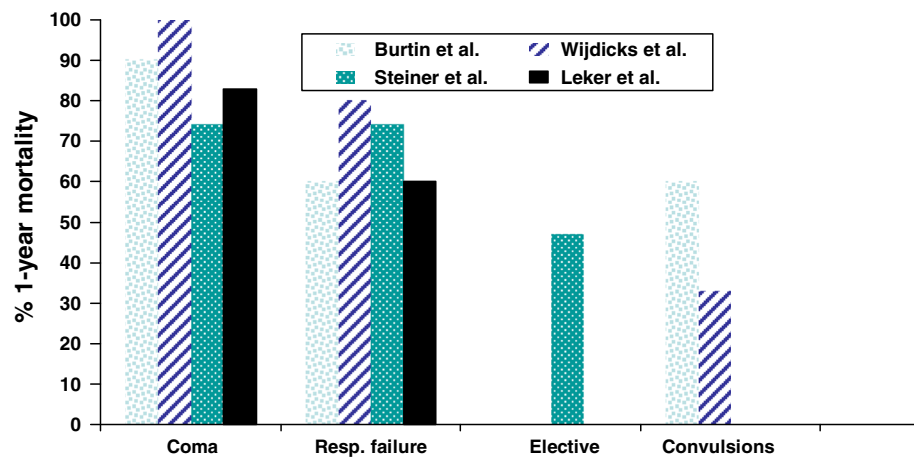 % 1-year mortality
100
90
80
70
60
50
40
30
20
10
0
Burtin et al.
Wijdicks et al.
Steiner et al.
Leker et al.
Coma
Resp. failure
Elective
Convulsions